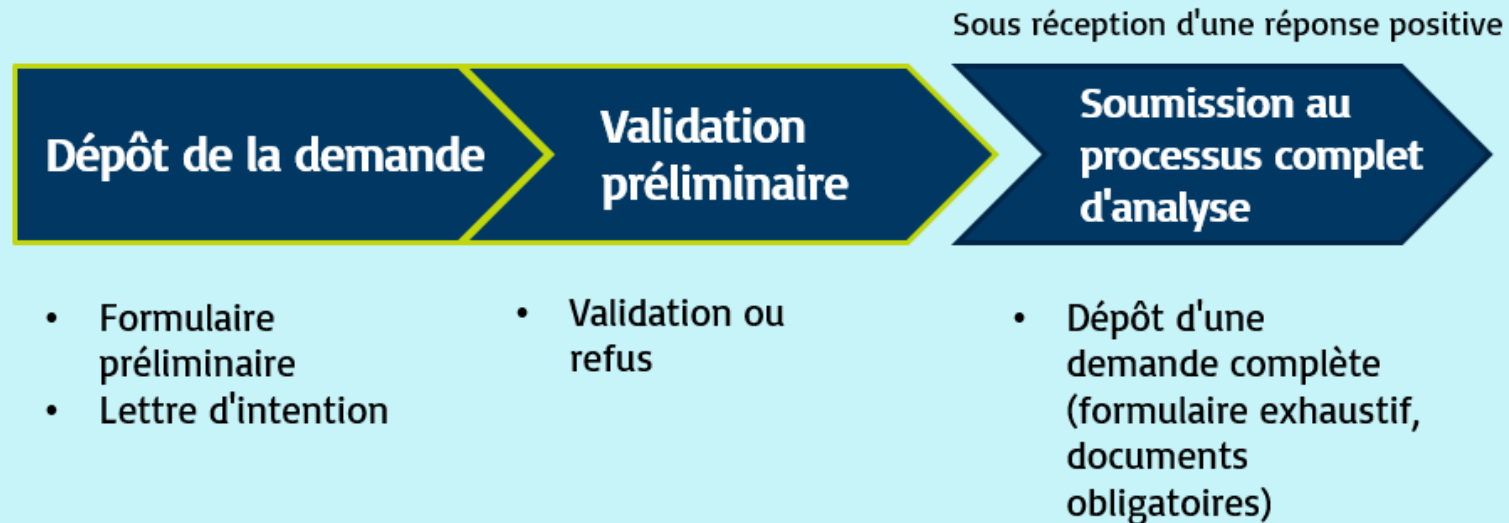 Sous réception d'une réponse positive
Dépôt de la demande
Validation
préliminaire
Soumission au
processus complet
d'analyse
• Formulaire
préliminaire
• Lettre d'intention
• Validation ou
refus
• Dépôt d'une
demande complète
(formulaire exhaustif,
documents
obligatoires)